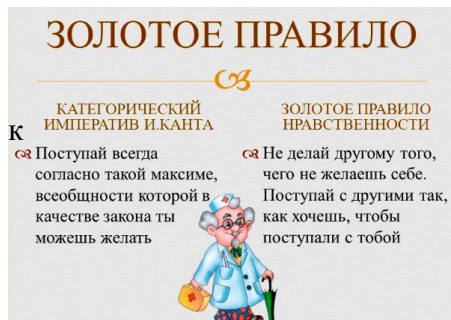 ЗОЛОТОЕ ПРАВИЛО
КАТЕГОРИЧЕСКИЙ
ИМПЕРАТИВ И.КАНТА
к
Поступай всегда
согласно такой максиме,
всеобщности которой в
качестве закона ты
можешь желать
ЗОЛОТОЕ ПРАВИЛО
НРАВСТВЕННОСТИ
Не делай другому того,
чего не желаешь себе.
Поступай с другими так,
как хочешь, чтобы
поступали с тобой